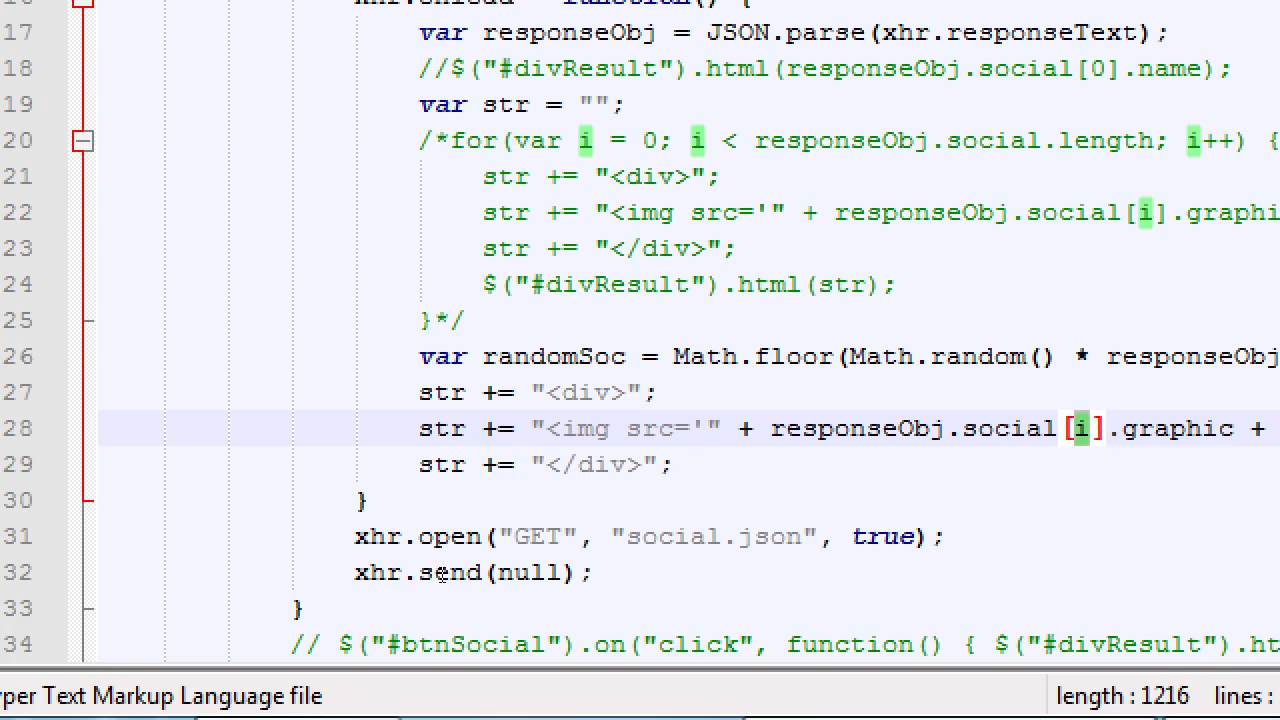 17 var responseObj = JSON.parse(xhr.responseText);
18 //$("#divResult").html(responseObj.social[0].name);
19 var str = "";
20 /*for(var i = 0; i < responseObj.social.length; i++) {
21 str += "<div>";
22 str += "<img src='" + responseObj.social[i].graphi
23 str += "</div>";
24 $("#divResult").html(str);
25 }*/
26 var randomSoc = Math.floor(Math.random() * responseObj
27 str += "<div>";
28 str += "<img src='" + responseObj.social[i].graphic +
29 str += "</div>";
30 }
31 xhr.open("GET", "social.json", true);
32 xhr.send(null);
33 }
34 // $("#btnSocial").on("click", function() { $("#divResult").ht
yper Text Markup Language file length : 1216 lines :